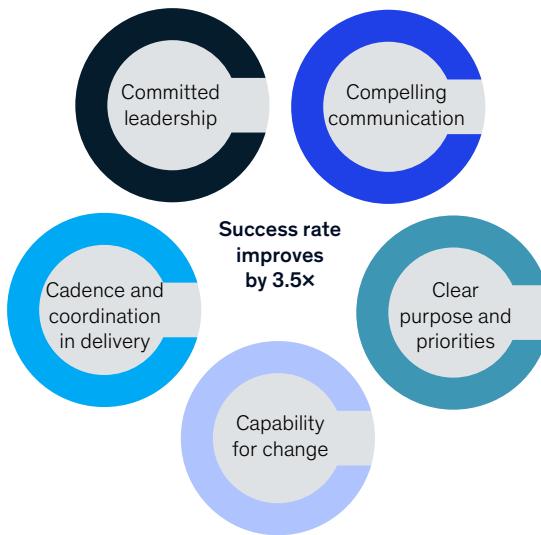 Committed
leadership
Compelling
communication
Success rate
improves
by 3.5×
Cadence and
coordination
in delivery
Clear
purpose and
priorities
Capability
for change